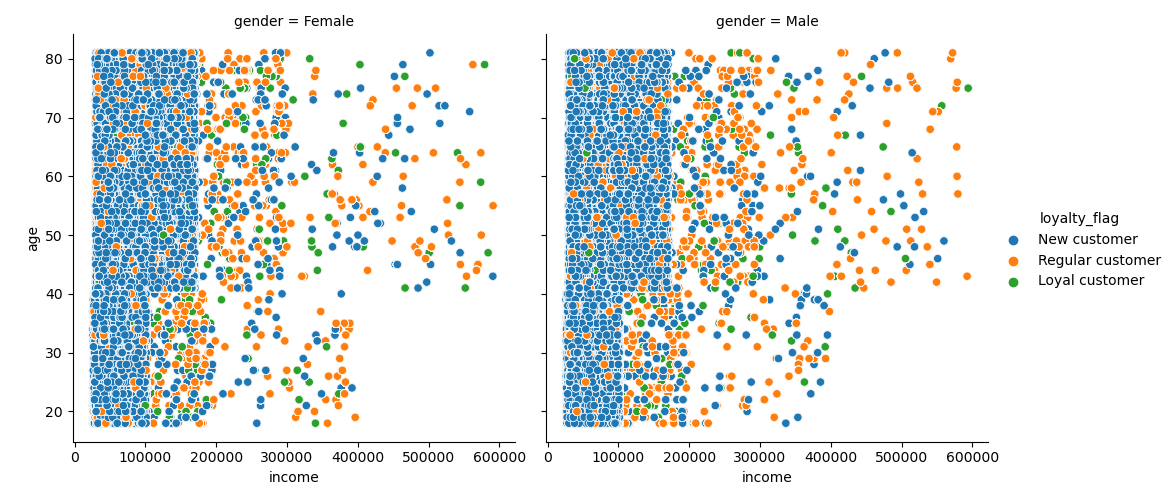 gender = Female
gender = Male
age
80
70
60
50
40
30
20
0
100000
200000
300000
400000
500000
600000
income
0
100000
200000
300000
400000
500000
600000
income
loyalty_flag
New customer
Regular customer
Loyal customer